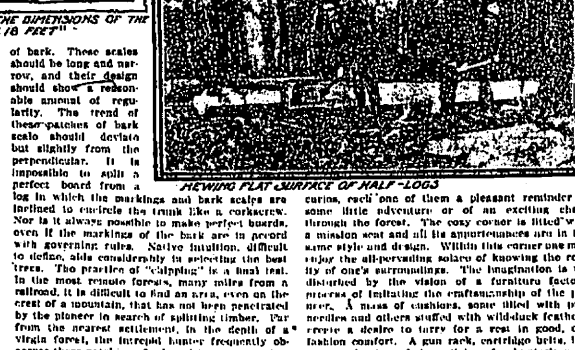 THE DIMENSIONS OF THE
18 FEET"
of bark. These scales
should be long and nar-
row, and their design
should show a reason-
able amount of regu-
larity. The trend of
these patches of bark
scale should deviate
but slightly from the
perpendicular. It is
impossible to split a
perfect board from a
log in which the markings and bark scales are
inclined to encircle the trunk like a corkscrew.
Nor is it always possible to make perfect boards,
even if the markings of the bark are in accord
with governing rules. Native intuition, difficult
to define, aids considerably in selecting the best
trees. The practice of "chipping" is a final test.
In the most remote forests, many miles from a
railroad, it is difficult to find an area, even on the
crest of a mountain, that has not been penetrated
by the pioneer in search of splitting timber. Far
from the nearest settlement, in the depth of a
virgin forest, the intrepid hunter frequently ob-
HEWING FLAT SURFACE OF HALF-LOGS
curios, each one of them a pleasant reminder
some little adventure or of an exciting
through the forest. The cozy corner is fitted
a mission seat and all its appurtenances are in
same style and design. Within this corner one
enjoy the all-pervading solace of knowing the
ity of one's surroundings. The imagination is
disturbed by the vision of a furniture
process of imitating the craftsmanship of the
A mass of cushions, some filled with
needles and others stuffed with wild-duck
create a desire to tarry for a rest in good,
fashion comfort. A gun rack, cartridge belts,